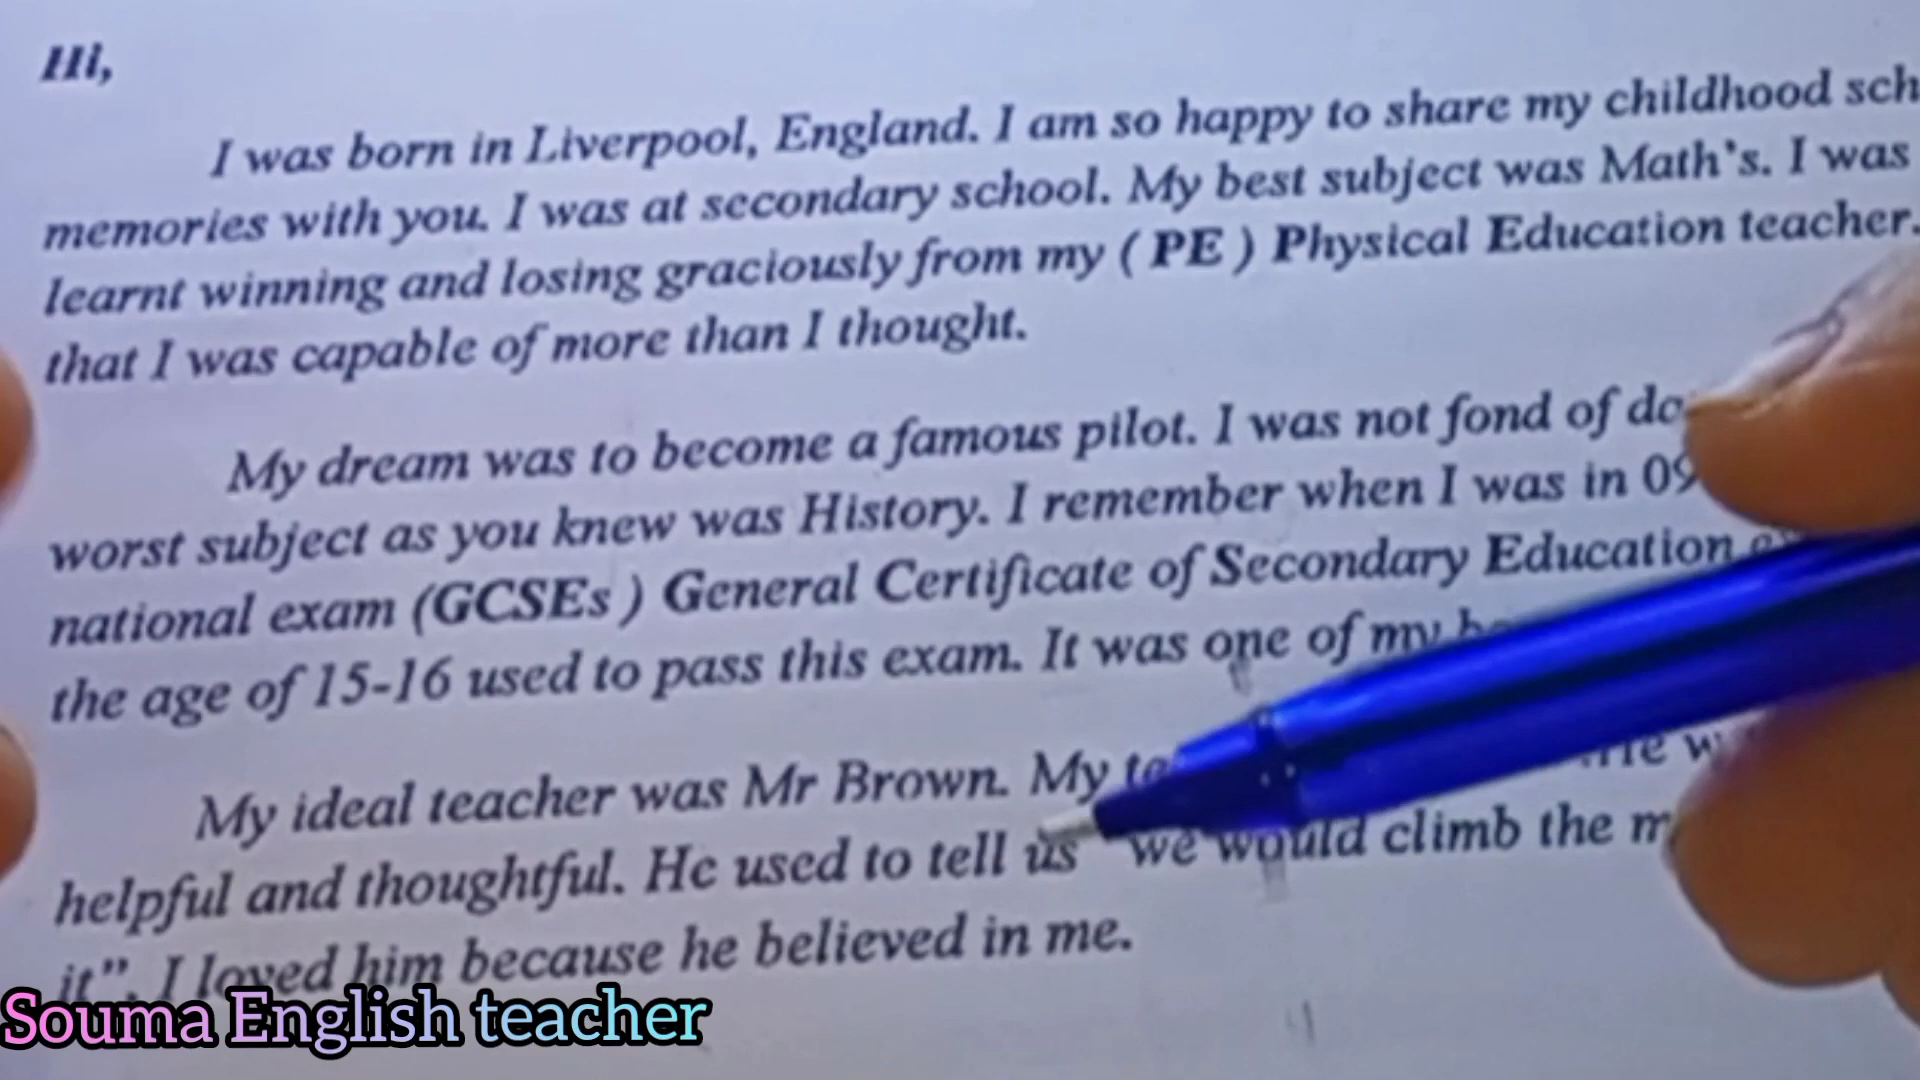 Hi,
I was born in Liverpool, England. I am so happy to share my childhood
memories with you. I was at secondary school. My best subject was Math's. I was
learnt winning and losing graciously from my ( PE ) Physical Education teacher.
that I was capable of more than I thought.
My dream was to become a famous pilot. I was not fond of
worst subject as you knew was History. I remember when I was in 09
national exam (GCSEs ) General Certificate of Secondary Education
the age of 15-16 used to pass this exam. It was one of my
My ideal teacher was Mr Brown. My He
helpful and thoughtful. He used to tell us "we would climb the
it". I loved him because he believed in me.
Souma English teacher